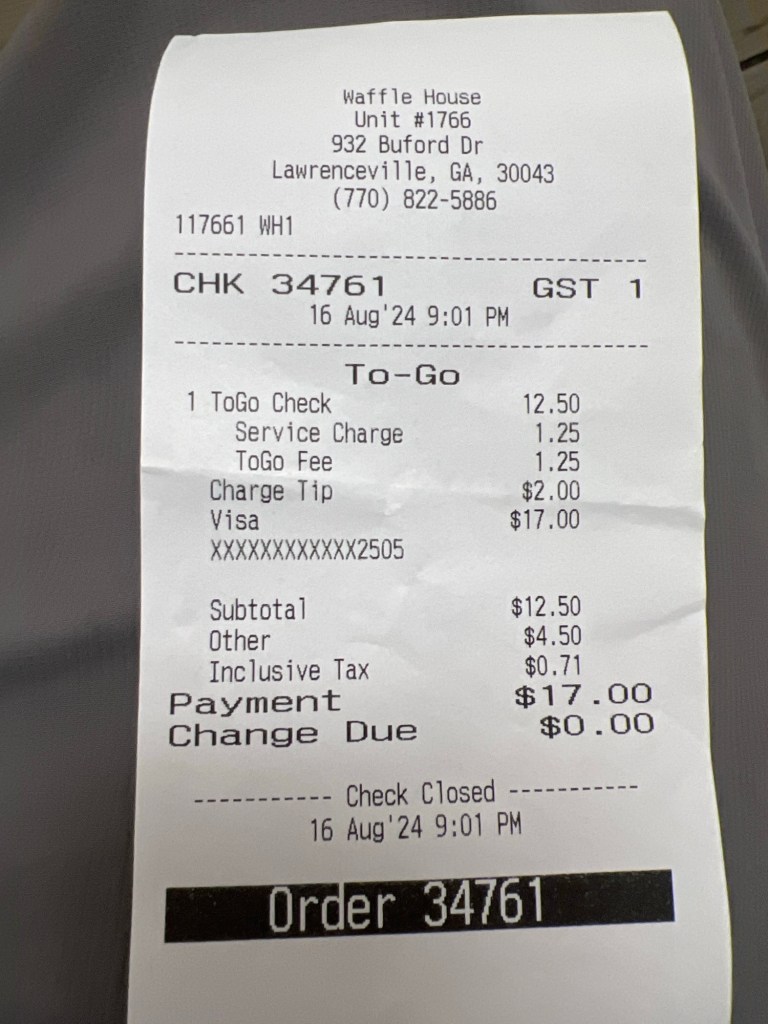 Waffle House
Unit #1766
932 Buford Dr
Lawrenceville, GA, 30043
(770) 822-5886
117661 WH1
----------------------------------------
CHK 34761 GST 1
16 Aug'24 9:01 PM
----------------------------------------
To-Go
1 ToGo Check 12.50
Service Charge 1.25
ToGo Fee 1.25
Charge Tip $2.00
Visa $17.00
XXXXXXXXXXXX2505
Subtotal $12.50
Other $4.50
Inclusive Tax $0.71
Payment $17.00
Change Due $0.00
----------- Check Closed -----------
16 Aug'24 9:01 PM
Order 34761